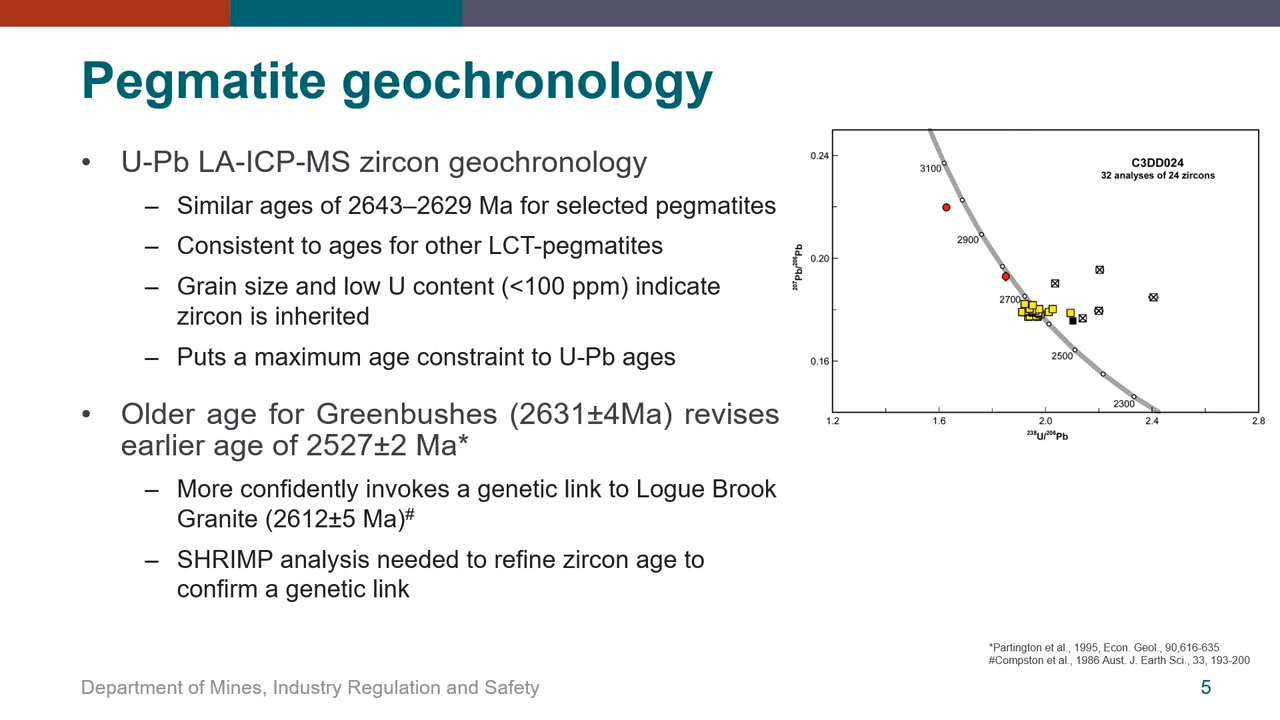 Pegmatite geochronology
• U-Pb LA-ICP-MS zircon geochronology
– Similar ages of 2643–2629 Ma for selected pegmatites
– Consistent to ages for other LCT-pegmatites
– Grain size and low U content (<100 ppm) indicate
zircon is inherited
– Puts a maximum age constraint to U-Pb ages
• Older age for Greenbushes (2631±4Ma) revises
earlier age of 2527±2 Ma*
– More confidently invokes a genetic link to Logue Brook
Granite (2612±5 Ma)#
– SHRIMP analysis needed to refine zircon age to
confirm a genetic link
C3DD024
32 analyses of 24 zircons
0.24
0.20
0.16
207Pb/206Pb
3100
2900
2700
2500
2300
1.2 1.6 2.0 2.4 2.8
238U/206Pb
*Partington et al., 1995, Econ. Geol., 90,616-635
#Compston et al., 1986 Aust. J. Earth Sci., 33, 193-200
Department of Mines, Industry Regulation and Safety
5